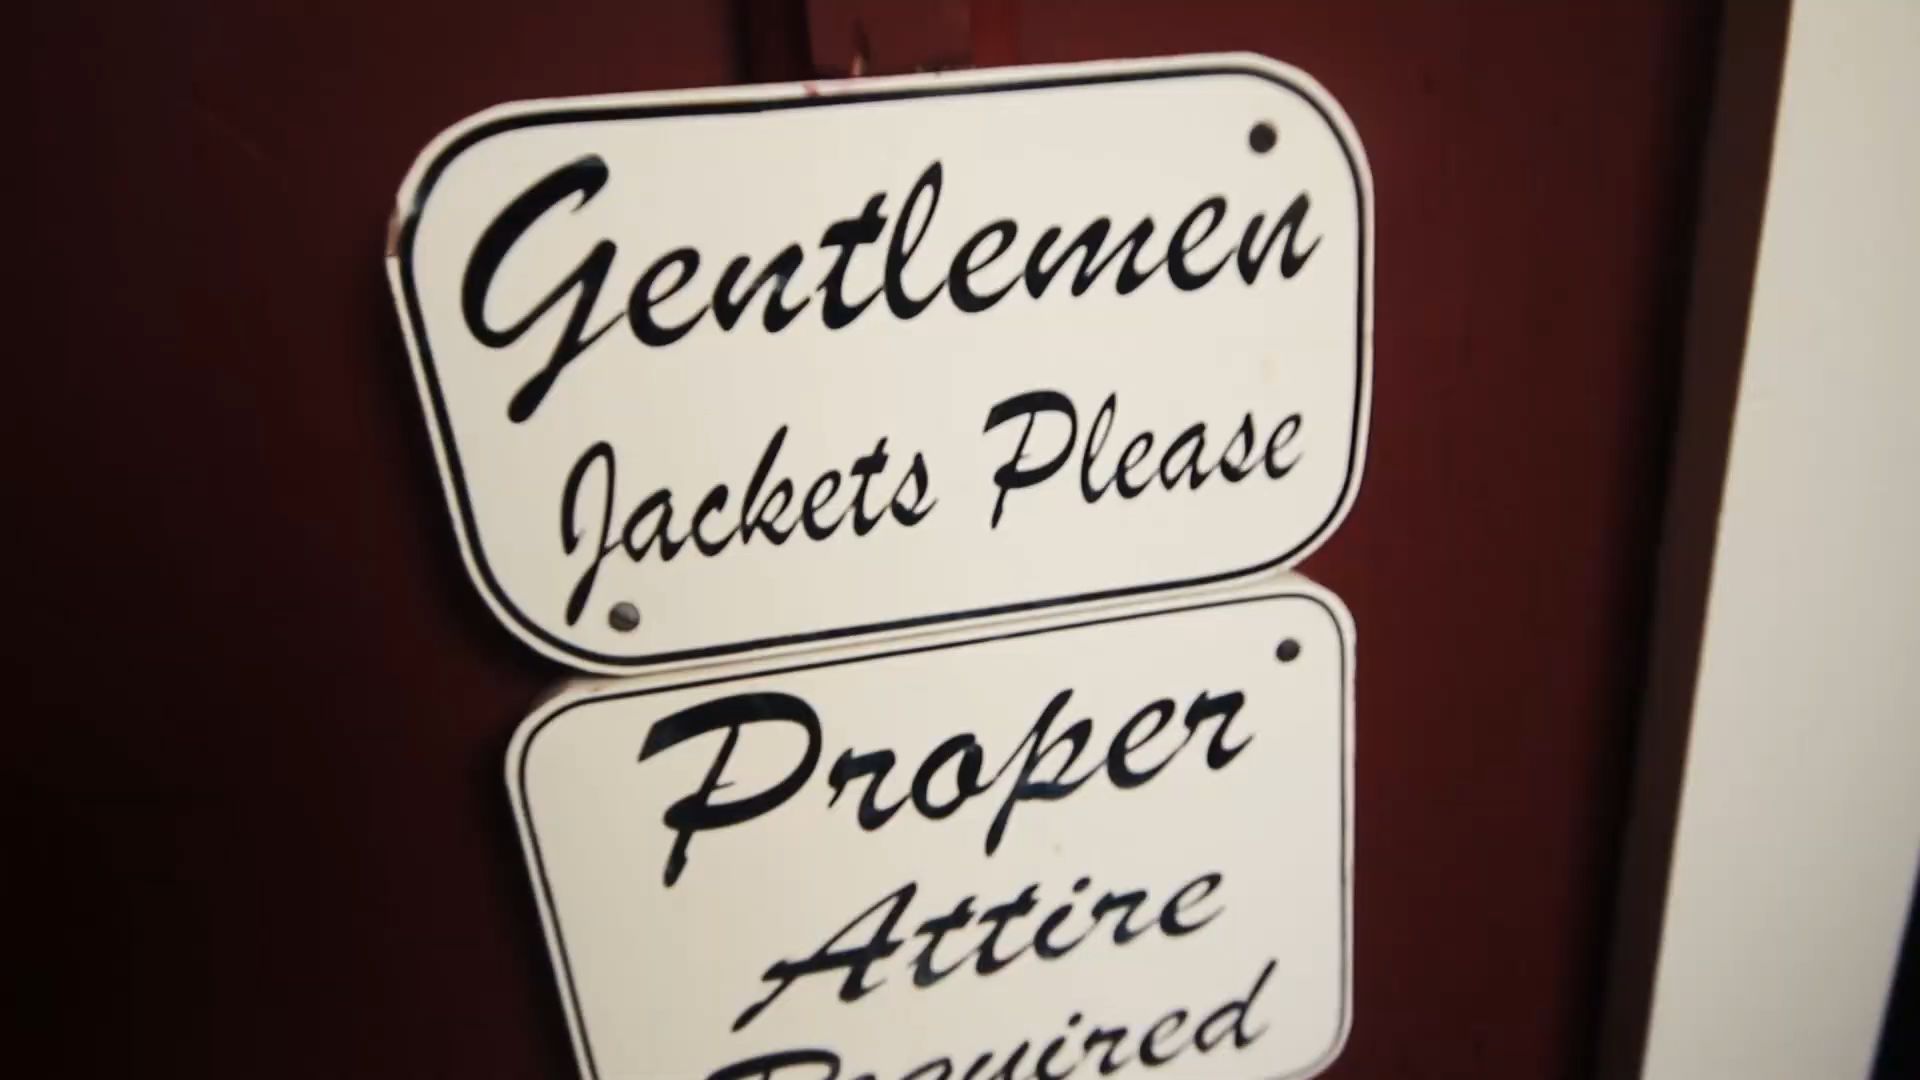 Gentlemen
Jackets Please
Proper
Attire
Required